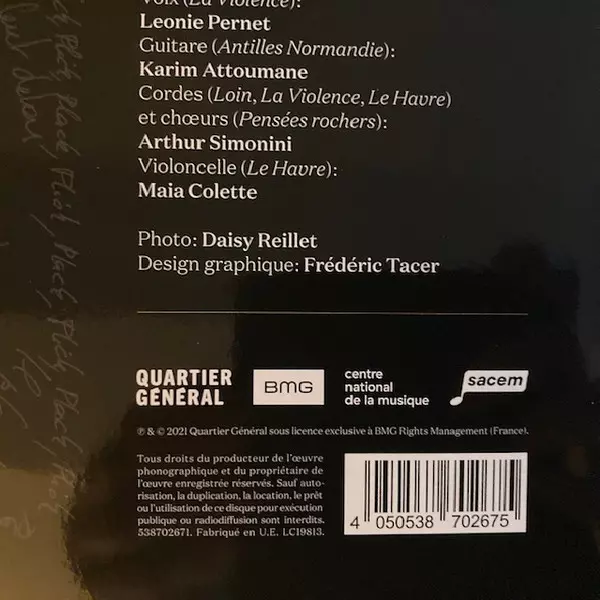 Voix (La Violence):
Leonie Pernet
Guitare (Antilles Normandie):
Karim Attoumane
Cordes (Loin, La Violence, Le Havre)
et chœurs (Pensées rochers):
Arthur Simonini
Violoncelle (Le Havre):
Maia Colette
Photo: Daisy Reillet
Design graphique: Frédéric Tacer
QUARTIER
GÉNÉRAL
BMG
centre
national
de la musique
sacem
℗ & © 2021 Quartier Général sous licence exclusive à BMG Rights Management (France).
Tous droits du producteur de l'œuvre
phonographique et du propriétaire de
l'œuvre enregistrée réservés. Sauf auto-
risation, la duplication, la location, le prêt
ou l'utilisation de ce disque pour exécution
publique ou radiodiffusion sont interdits.
538702671. Fabriqué en U.E. LC19813.
4 050538 702675